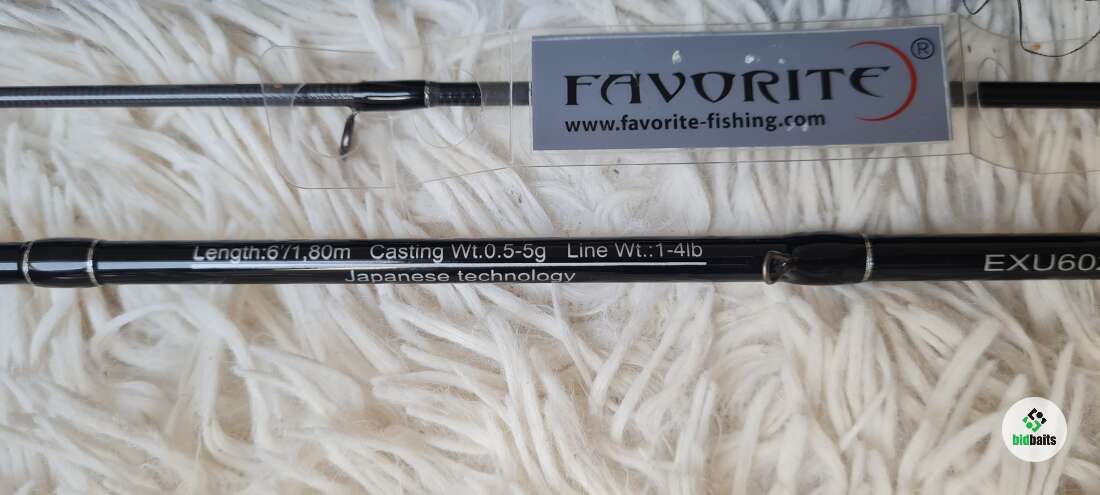 FAVORITE®
www.favorite-fishing.com
Length:6'/1,80m Casting Wt.0.5-5g Line Wt.:1-4lb
Japanese technology
bidbaits